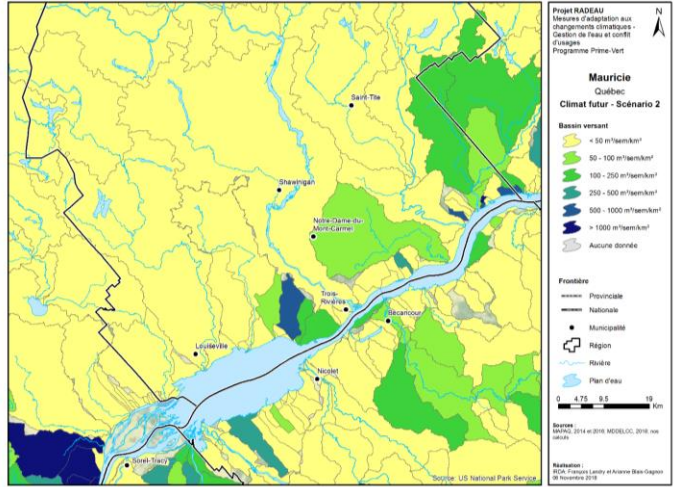 Saint-Tite
Shawinigan
Notre-Dame-du-
Mont-Carmel
Trois-
Rivières
Bécancour
Louiseville
Nicolet
Sorel-Tracy
Source: US National Park Service
Projet RADEAU
Mesures d'adaptation aux
changements climatiques -
Gestion de l'eau et conflit
d'usages
Programme Prime-Vert
N
Mauricie
Québec
Climat futur - Scénario 2
Bassin versant
< 50 m³/sem/km²
50 - 100 m³/sem/km²
100 - 250 m³/sem/km²
250 - 500 m³/sem/km²
500 - 1000 m³/sem/km²
> 1000 m³/sem/km²
Aucune donnée
Frontière
Provinciale
Nationale
Municipalité
Région
Rivière
Plan d'eau
0 4.75 9.5 19
Km
Sources :
MAPAQ, 2014 et 2018; MDDELCC, 2018; nos
calculs
Réalisation :
IRDA, François Landry et Arianne Blais-Gagnon
08 Novembre 2018